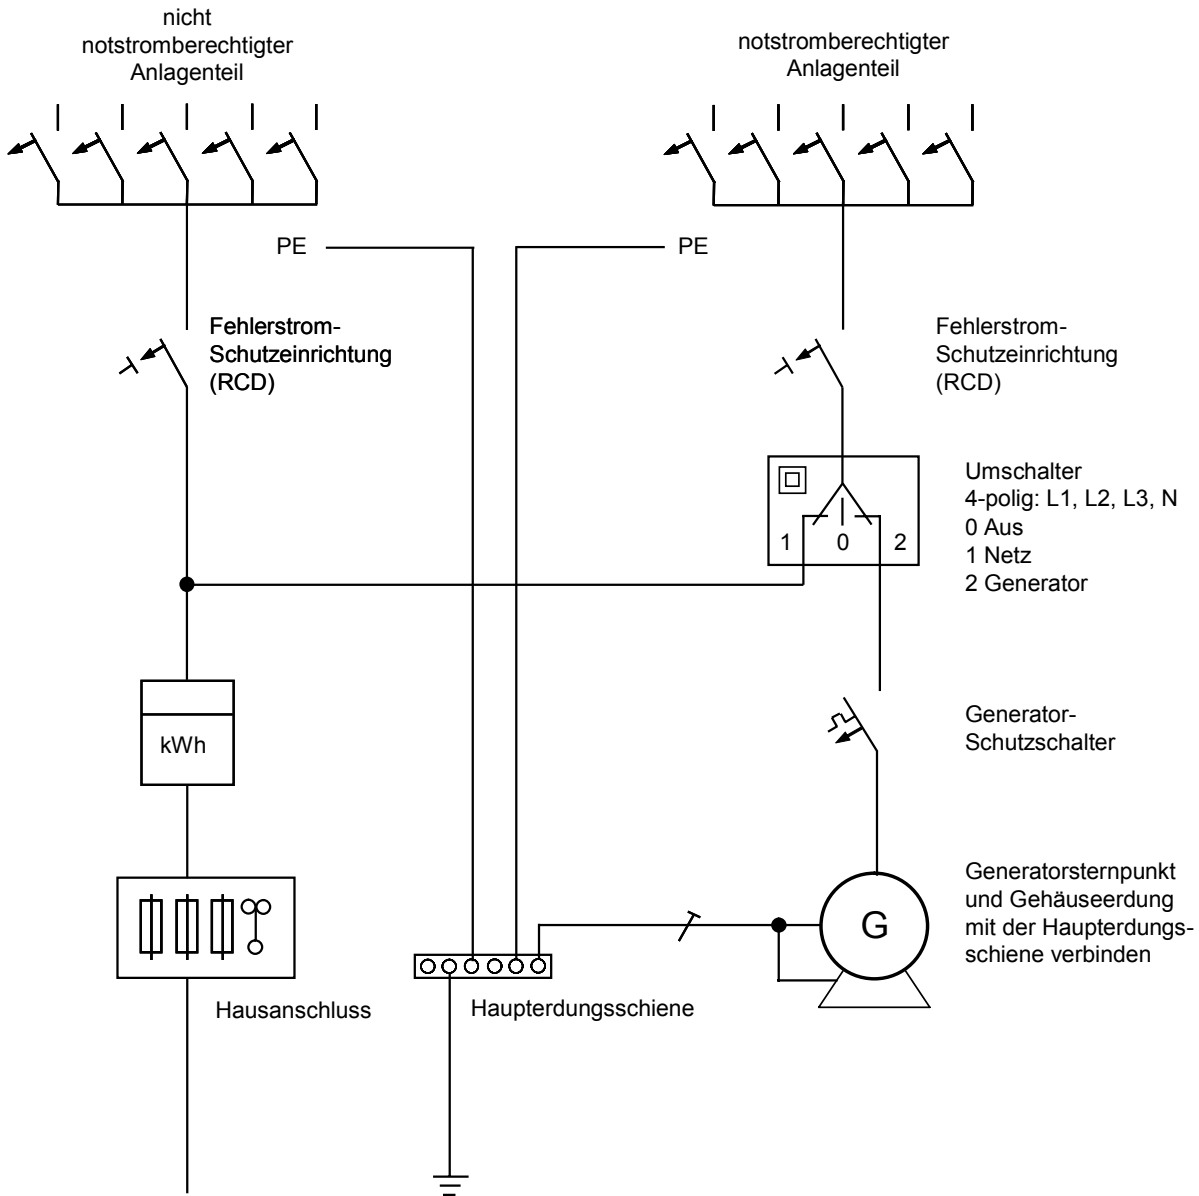 nicht
notstromberechtigter
Anlagenteil
notstromberechtigter
Anlagenteil
PE
PE
Fehlerstrom-
Schutzeinrichtung
(RCD)
Fehlerstrom-
Schutzeinrichtung
(RCD)
1
0
2
Umschalter
4-polig: L1, L2, L3, N
0 Aus
1 Netz
2 Generator
kWh
Generator-
Schutzschalter
G
Generatorsternpunkt
und Gehäuseerdung
mit der Haupterdungs-
schiene verbinden
Hausanschluss
Haupterdungsschiene